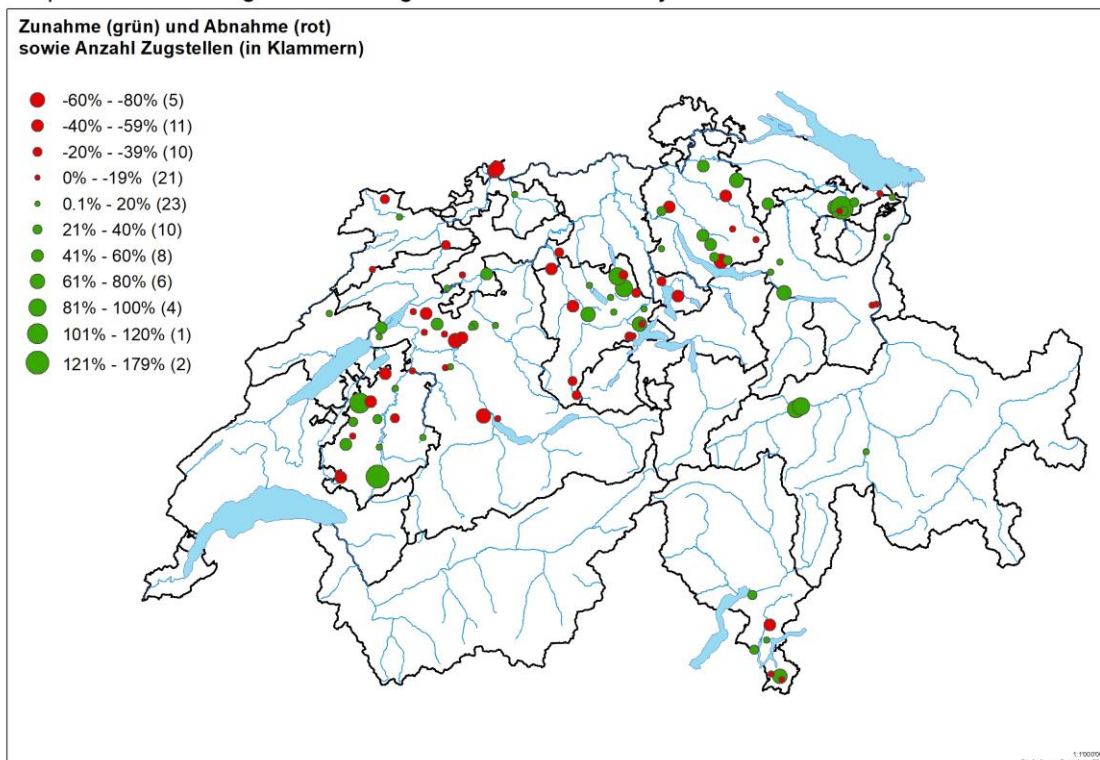 Zunahme (grün) und Abnahme (rot)
sowie Anzahl Zugstellen (in Klammern)
-60% - -80% (5)
-40% - -59% (11)
-20% - -39% (10)
0% - -19% (21)
0.1% - 20% (23)
21% - 40% (10)
41% - 60% (8)
61% - 80% (6)
81% - 100% (4)
101% - 120% (1)
121% - 179% (2)